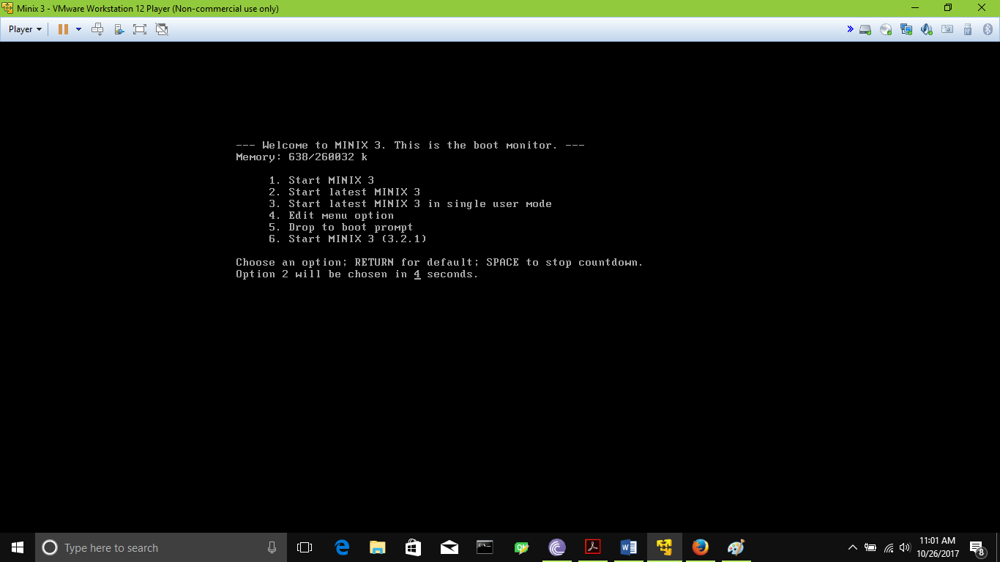 Minix 3 - VMware Workstation 12 Player (Non-commercial use only)
Player
--- Welcome to MINIX 3. This is the boot monitor. ---
Memory: 638/260032 k
1. Start MINIX 3
2. Start latest MINIX 3
3. Start latest MINIX 3 in single user mode
4. Edit menu option
5. Drop to boot prompt
6. Start MINIX 3 (3.2.1)
Choose an option; RETURN for default; SPACE to stop countdown.
Option 2 will be chosen in 4 seconds.
Type here to search
11:01 AM
10/26/2017
8